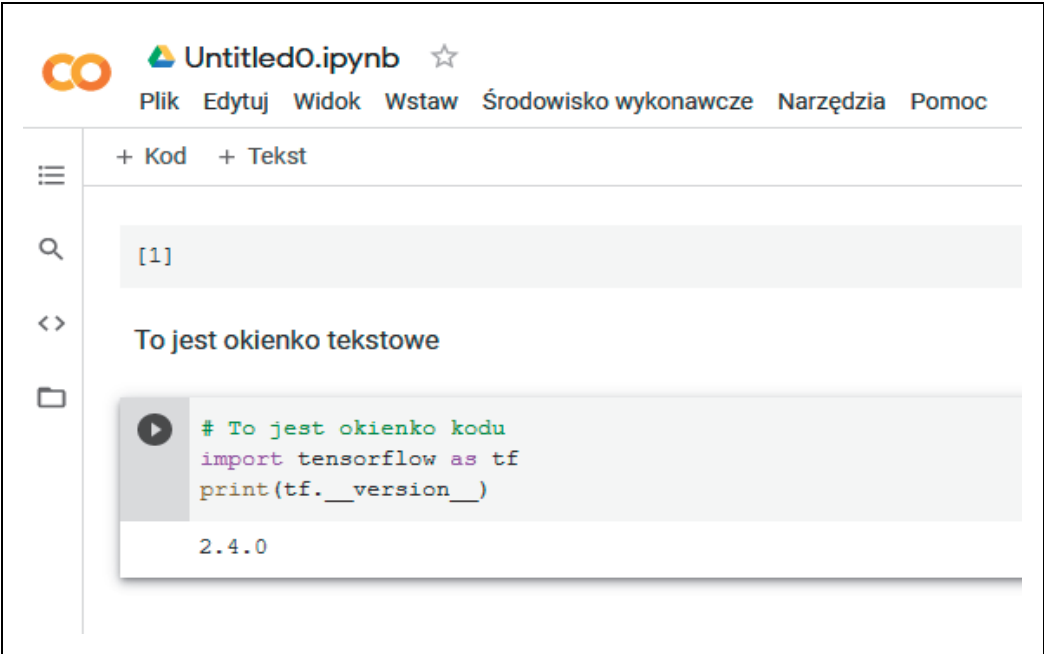 CO
Untitled0.ipynb
Plik Edytuj Widok Wstaw Środowisko wykonawcze Narzędzia Pomoc
+ Kod + Tekst
[1]
To jest okienko tekstowe
# To jest okienko kodu
import tensorflow as tf
print(tf.__version__)
2.4.0